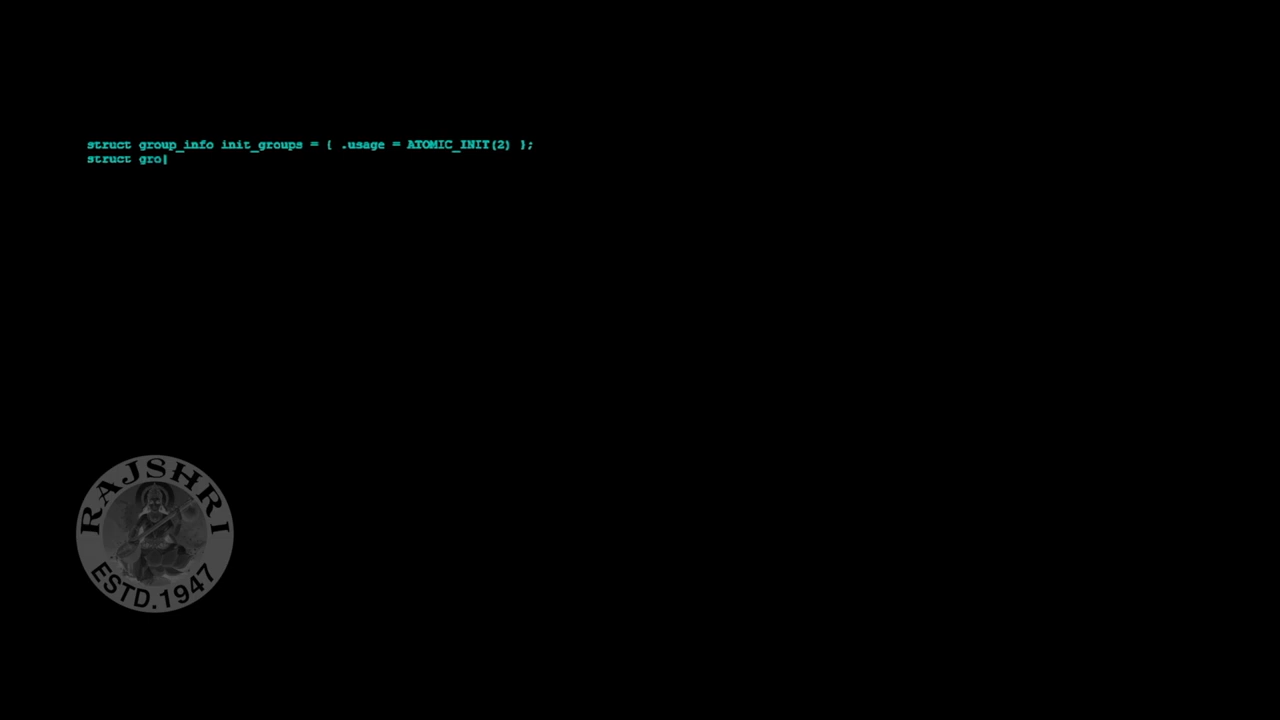 struct group_info init_groups = { .usage = ATOMIC_INIT(2) };
struct gro
RAJSHRI
ESTD.1947